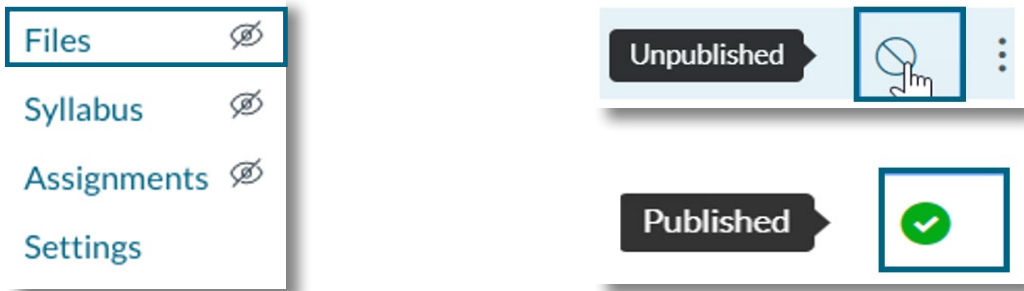 Files
Syllabus
Assignments
Settings
Unpublished
Published